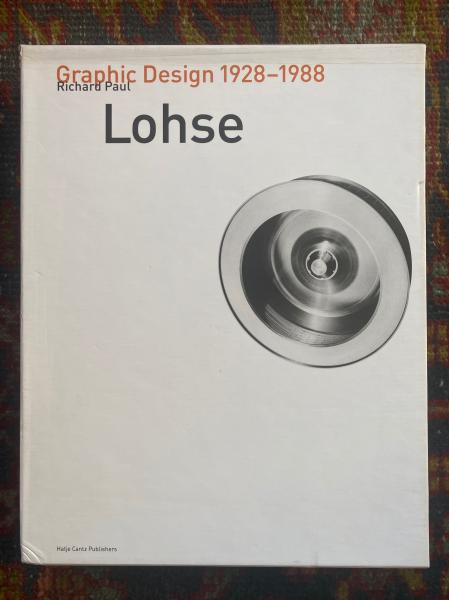 Graphic Design 1928–1988
Richard Paul
Lohse
Hatje Cantz Publishers